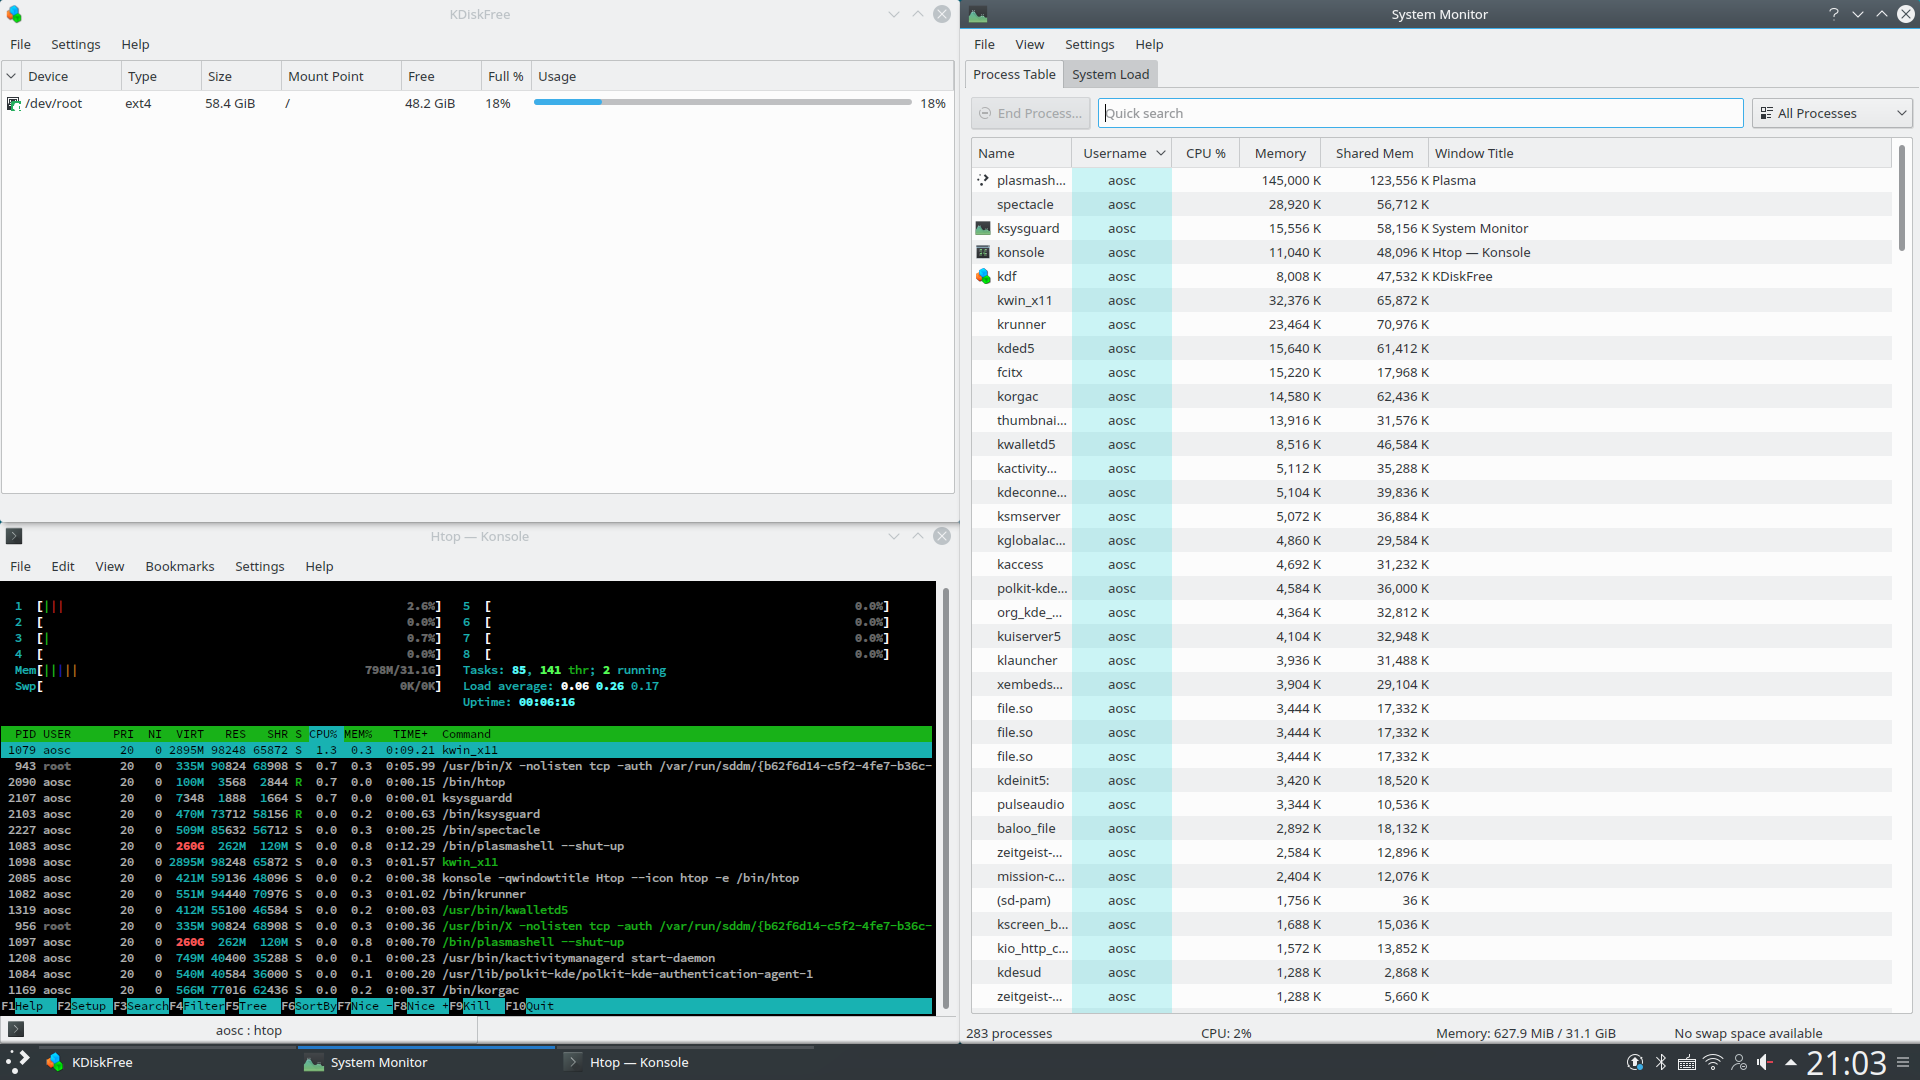 KDiskFree
File Settings Help
Device Type Size Mount Point Free Full % Usage
/dev/root ext4 58.4 GiB / 48.2 GiB 18% 18%
Htop — Konsole
File Edit View Bookmarks Settings Help
1 [||| 2.6%] 5 [ 0.0%]
2 [ 0.0%] 6 [ 0.0%]
3 [| 0.7%] 7 [ 0.0%]
4 [ 0.0%] 8 [ 0.0%]
Mem[||||| 798M/31.1G] Tasks: 85, 141 thr; 2 running
Swp[ 0K/0K] Load average: 0.06 0.26 0.17
Uptime: 00:06:16
PID USER PRI NI VIRT RES SHR S CPU% MEM% TIME+ Command
1079 aosc 20 0 2895M 98248 65872 S 1.3 0.3 0:09.21 kwin_x11
943 root 20 0 335M 90824 68908 S 0.7 0.3 0:05.99 /usr/bin/X -nolisten tcp -auth /var/run/sddm/{b62f6d14-c5f2-4fe7-b36c-
2090 aosc 20 0 100M 3568 2844 R 0.7 0.0 0:00.15 /bin/htop
2107 aosc 20 0 7348 1888 1664 S 0.7 0.0 0:00.01 ksysguardd
2103 aosc 20 0 470M 73712 58156 R 0.0 0.2 0:00.63 /bin/ksysguard
2227 aosc 20 0 509M 85632 56712 S 0.0 0.3 0:00.25 /bin/spectacle
1083 aosc 20 0 260G 262M 120M S 0.0 0.8 0:12.29 /bin/plasmashell --shut-up
1098 aosc 20 0 2895M 98248 65872 S 0.0 0.3 0:01.57 kwin_x11
2085 aosc 20 0 421M 59136 48096 S 0.0 0.2 0:00.38 konsole -qwindowtitle Htop --icon htop -e /bin/htop
1082 aosc 20 0 551M 94440 70976 S 0.0 0.3 0:01.02 /bin/krunner
1319 aosc 20 0 412M 55100 46584 S 0.0 0.2 0:00.03 /usr/bin/kwalletd5
956 root 20 0 335M 90824 68908 S 0.0 0.3 0:00.36 /usr/bin/X -nolisten tcp -auth /var/run/sddm/{b62f6d14-c5f2-4fe7-b36c-
1097 aosc 20 0 260G 262M 120M S 0.0 0.8 0:00.70 /bin/plasmashell --shut-up
1208 aosc 20 0 749M 40400 35288 S 0.0 0.1 0:00.23 /usr/bin/kactivitymanagerd start-daemon
1084 aosc 20 0 540M 40584 36000 S 0.0 0.1 0:00.20 /usr/lib/polkit-kde/polkit-kde-authentication-agent-1
1169 aosc 20 0 566M 77016 62436 S 0.0 0.2 0:00.37 /bin/korgac
F1Help F2Setup F3SearchF4FilterF5Tree F6SortByF7Nice -F8Nice +F9Kill F10Quit
aosc : htop
System Monitor
File View Settings Help
Process Table System Load
End Process... Quick search All Processes
Name Username CPU % Memory Shared Mem Window Title
plasmash... aosc 145,000 K 123,556 K Plasma
spectacle aosc 28,920 K 56,712 K
ksysguard aosc 15,556 K 58,156 K System Monitor
konsole aosc 11,040 K 48,096 K Htop — Konsole
kdf aosc 8,008 K 47,532 K KDiskFree
kwin_x11 aosc 32,376 K 65,872 K
krunner aosc 23,464 K 70,976 K
kded5 aosc 15,640 K 61,412 K
fcitx aosc 15,220 K 17,968 K
korgac aosc 14,580 K 62,436 K
thumbnai... aosc 13,916 K 31,576 K
kwalletd5 aosc 8,516 K 46,584 K
kactivity... aosc 5,112 K 35,288 K
kdeconne... aosc 5,104 K 39,836 K
ksmserver aosc 5,072 K 36,884 K
kglobalac... aosc 4,860 K 29,584 K
kaccess aosc 4,692 K 31,232 K
polkit-kde... aosc 4,584 K 36,000 K
org_kde_... aosc 4,364 K 32,812 K
kuiserver5 aosc 4,104 K 32,948 K
klauncher aosc 3,936 K 31,488 K
xembeds... aosc 3,904 K 29,104 K
file.so aosc 3,444 K 17,332 K
file.so aosc 3,444 K 17,332 K
file.so aosc 3,444 K 17,332 K
kdeinit5: aosc 3,420 K 18,520 K
pulseaudio aosc 3,344 K 10,536 K
baloo_file aosc 2,892 K 18,132 K
zeitgeist-... aosc 2,584 K 12,896 K
mission-c... aosc 2,404 K 12,076 K
(sd-pam) aosc 1,756 K 36 K
kscreen_b... aosc 1,688 K 15,036 K
kio_http_c... aosc 1,572 K 13,852 K
kdesud aosc 1,288 K 2,868 K
zeitgeist-... aosc 1,288 K 5,660 K
283 processes CPU: 2% Memory: 627.9 MiB / 31.1 GiB No swap space available
KDiskFree System Monitor Htop — Konsole 21:03